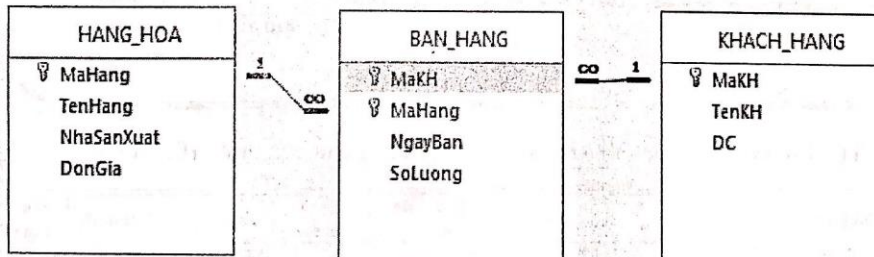 HANG_HOA
MaHang
TenHang
NhaSanXuat
DonGia
1
∞
BAN_HANG
MaKH
MaHang
NgayBan
SoLuong
∞
1
KHACH_HANG
MaKH
TenKH
DC